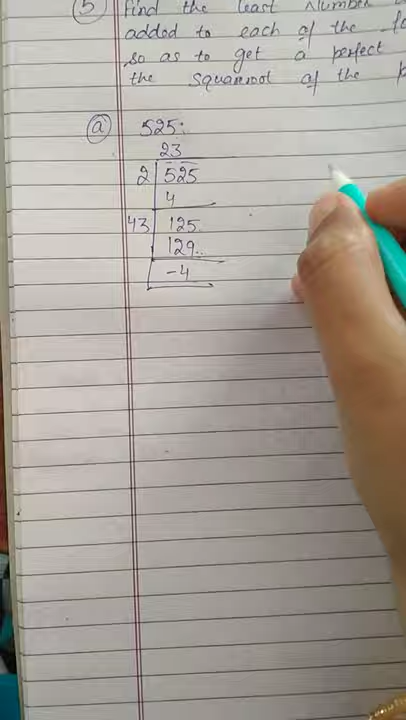 5 Find the least Number
added to each of the
so as to get a perfect
the squareroot of the
a 525:
23
2 525
4
43 125
129
-4